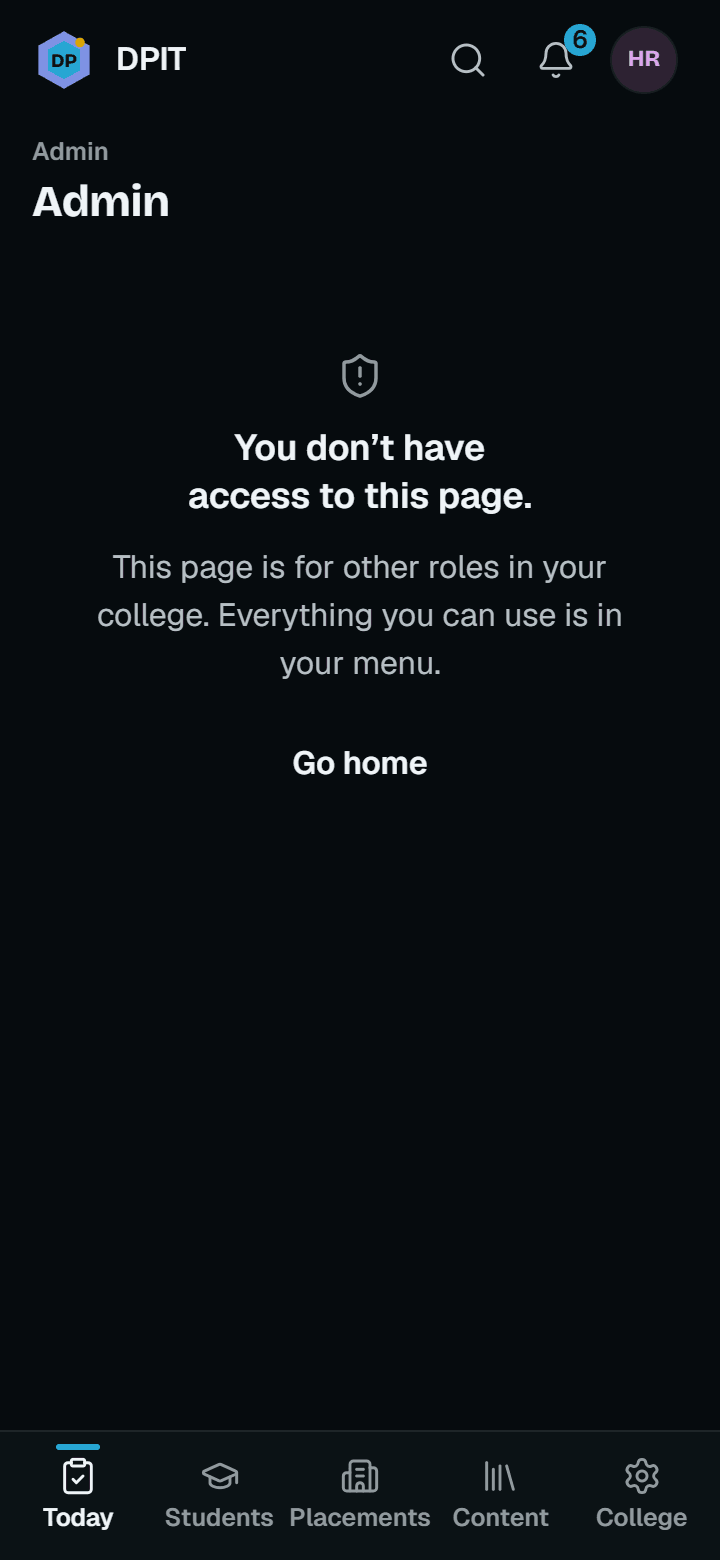 DP
DPIT
6
HR
Admin
Admin
You don’t have
access to this page.
This page is for other roles in your
college. Everything you can use is in
your menu.
Go home
Today
Students
Placements
Content
College